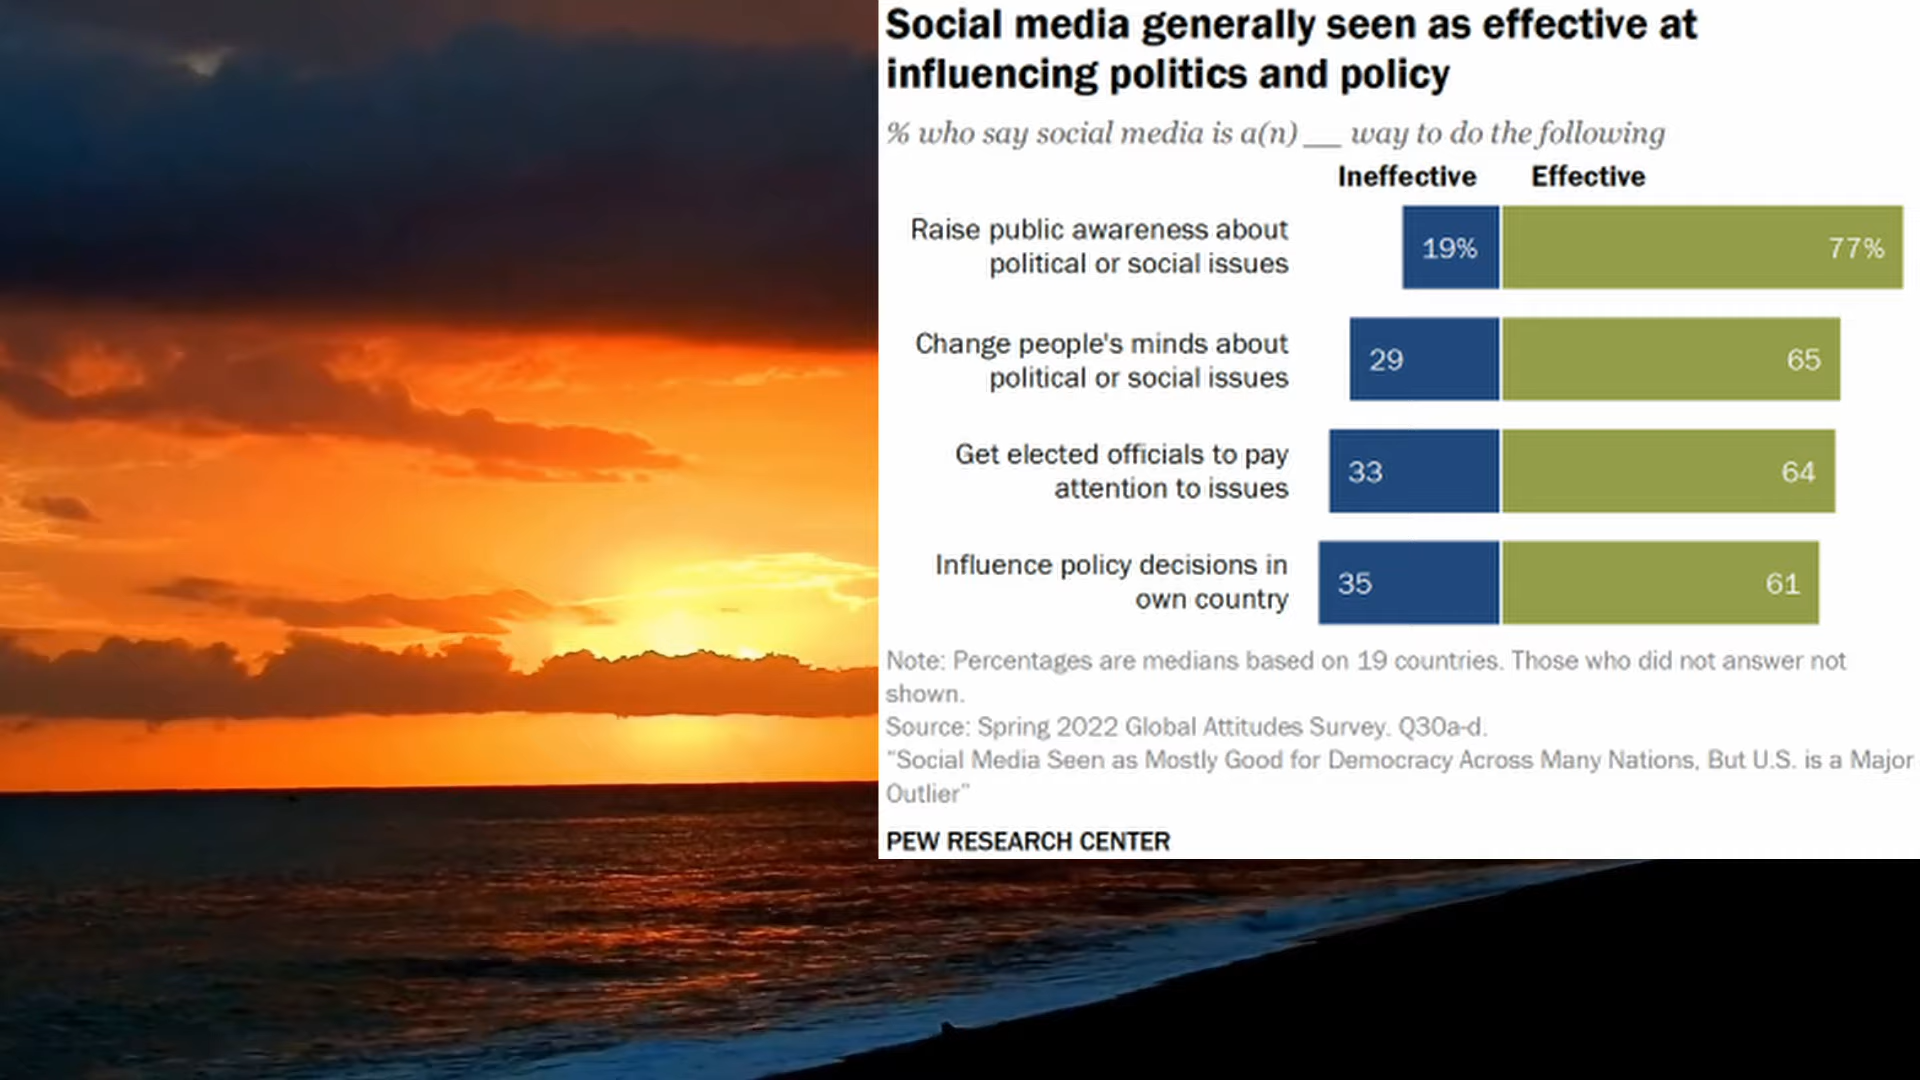 Social media generally seen as effective at
influencing politics and policy
% who say social media is a(n) __ way to do the following
Ineffective Effective
Raise public awareness about
political or social issues
19% 77%
Change people's minds about
political or social issues
29 65
Get elected officials to pay
attention to issues
33 64
Influence policy decisions in
own country
35 61
Note: Percentages are medians based on 19 countries. Those who did not answer not
shown.
Source: Spring 2022 Global Attitudes Survey. Q30a-d.
"Social Media Seen as Mostly Good for Democracy Across Many Nations, But U.S. is a Major
Outlier"
PEW RESEARCH CENTER